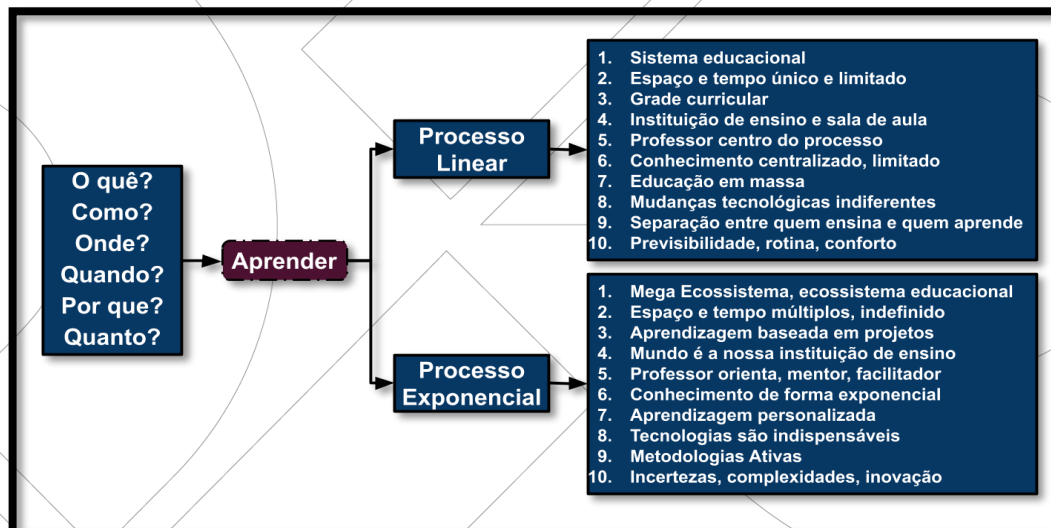 O quê?
Como?
Onde?
Quando?
Por que?
Quanto?
Aprender
Processo
Linear
1. Sistema educacional
2. Espaço e tempo único e limitado
3. Grade curricular
4. Instituição de ensino e sala de aula
5. Professor centro do processo
6. Conhecimento centralizado, limitado
7. Educação em massa
8. Mudanças tecnológicas indiferentes
9. Separação entre quem ensina e quem aprende
10. Previsibilidade, rotina, conforto
Processo
Exponencial
1. Mega Ecossistema, ecossistema educacional
2. Espaço e tempo múltiplos, indefinido
3. Aprendizagem baseada em projetos
4. Mundo é a nossa instituição de ensino
5. Professor orienta, mentor, facilitador
6. Conhecimento de forma exponencial
7. Aprendizagem personalizada
8. Tecnologias são indispensáveis
9. Metodologias Ativas
10. Incertezas, complexidades, inovação